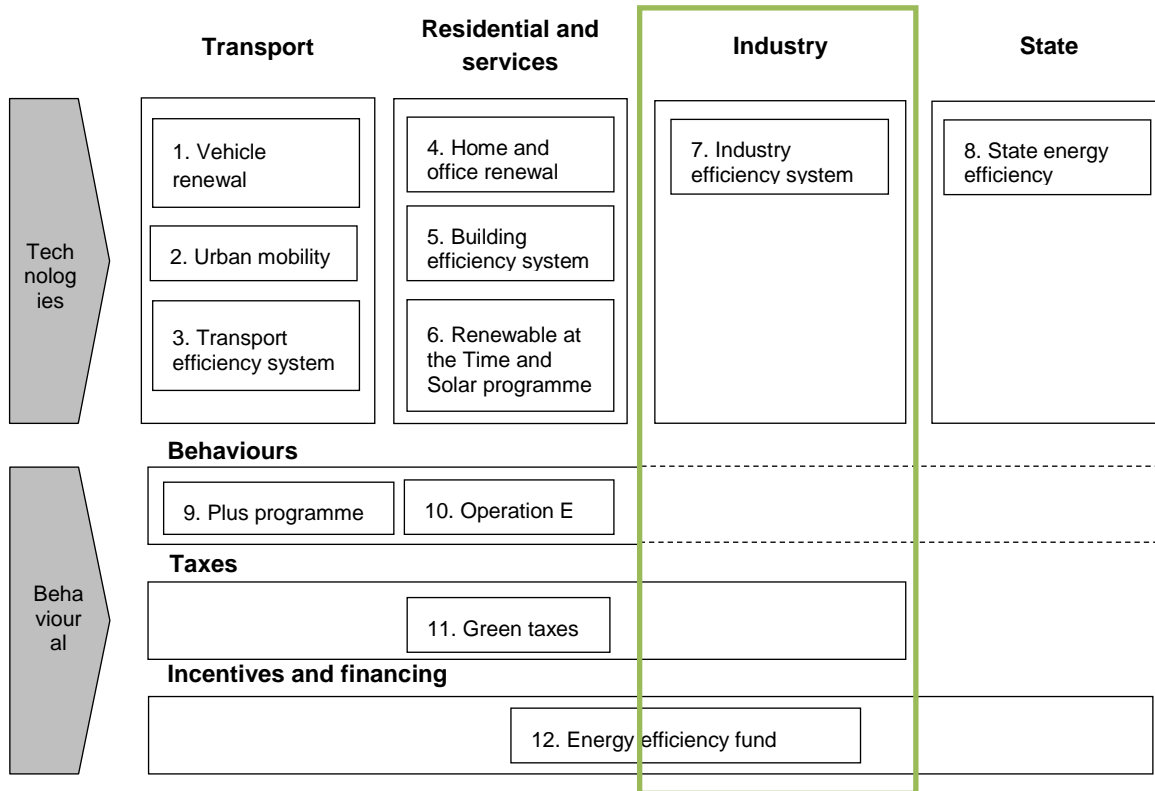 Transport
Residential and
services
Industry
State
Tech
nolog
ies
1. Vehicle
renewal
2. Urban mobility
3. Transport
efficiency system
4. Home and
office renewal
5. Building
efficiency system
6. Renewable at
the Time and
Solar programme
7. Industry
efficiency system
8. State energy
efficiency
Beha
viour
al
Behaviours
9. Plus programme
10. Operation E
Taxes
11. Green taxes
Incentives and financing
12. Energy efficiency fund